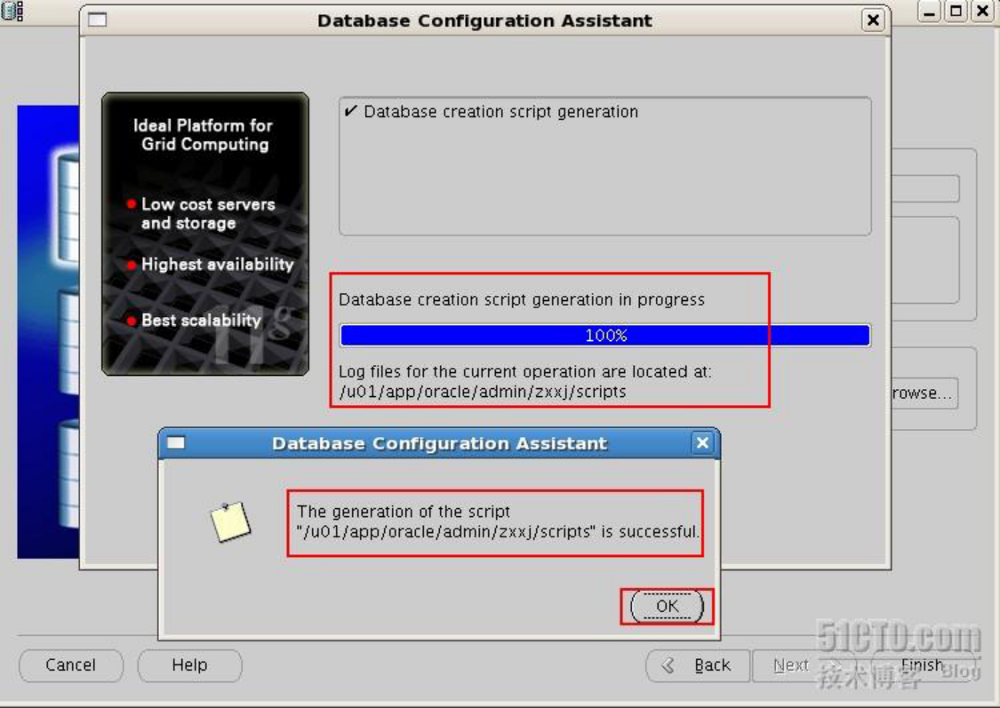 Database Configuration Assistant
Ideal Platform for
Grid Computing
Low cost servers
and storage
Highest availability
Best scalability
11g
Database creation script generation
Database creation script generation in progress
100%
Log files for the current operation are located at:
/u01/app/oracle/admin/zxxj/scripts
rowse...
Database Configuration Assistant
The generation of the script
"/u01/app/oracle/admin/zxxj/scripts" is successful.
OK
Cancel
Help
Back
Next
Finish
51CTO.com
技术博客 Blog